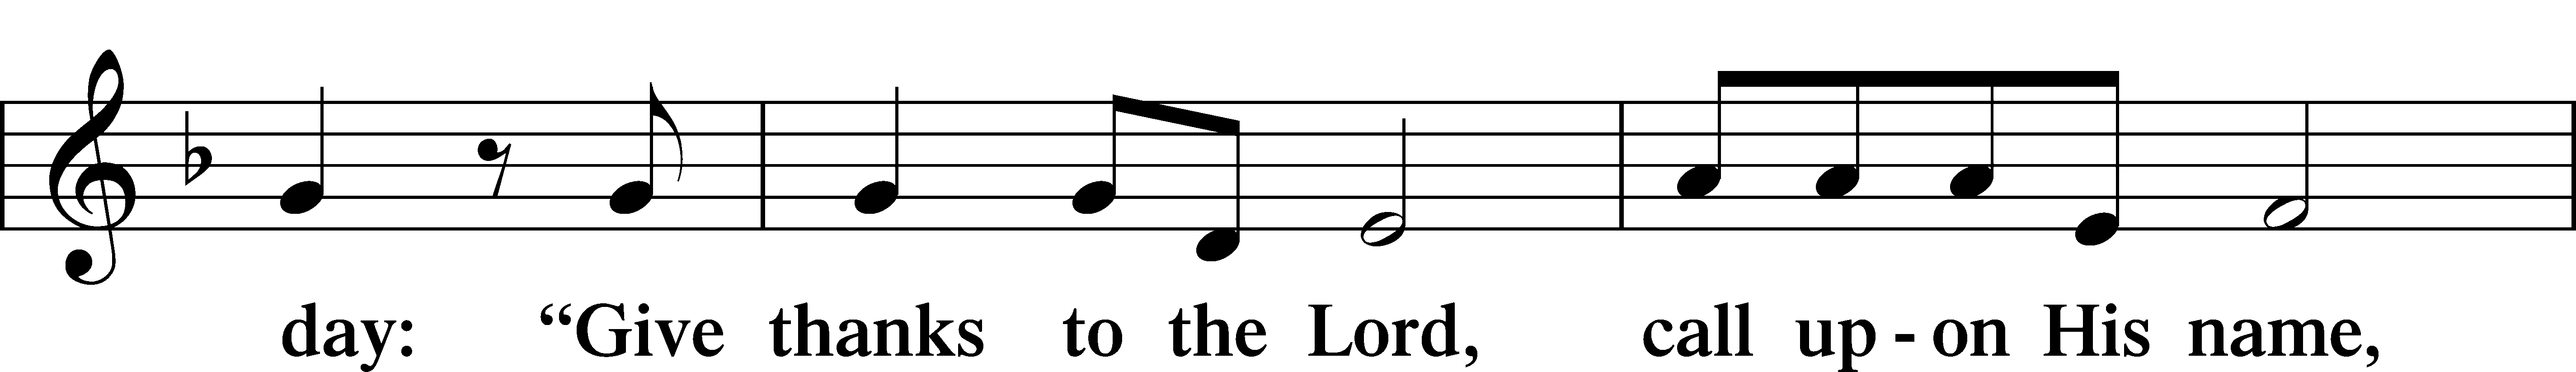 day: “Give thanks to the Lord, call up - on His name,